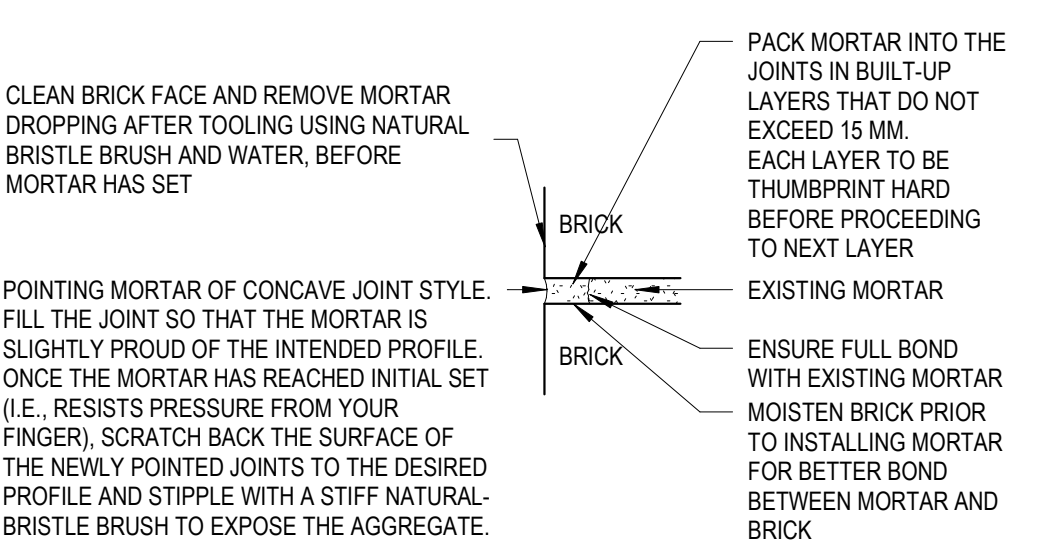 CLEAN BRICK FACE AND REMOVE MORTAR
DROPPING AFTER TOOLING USING NATURAL
BRISTLE BRUSH AND WATER, BEFORE
MORTAR HAS SET
POINTING MORTAR OF CONCAVE JOINT STYLE.
FILL THE JOINT SO THAT THE MORTAR IS
SLIGHTLY PROUD OF THE INTENDED PROFILE.
ONCE THE MORTAR HAS REACHED INITIAL SET
(I.E., RESISTS PRESSURE FROM YOUR
FINGER), SCRATCH BACK THE SURFACE OF
THE NEWLY POINTED JOINTS TO THE DESIRED
PROFILE AND STIPPLE WITH A STIFF NATURAL-
BRISTLE BRUSH TO EXPOSE THE AGGREGATE.
BRICK
BRICK
PACK MORTAR INTO THE
JOINTS IN BUILT-UP
LAYERS THAT DO NOT
EXCEED 15 MM.
EACH LAYER TO BE
THUMBPRINT HARD
BEFORE PROCEEDING
TO NEXT LAYER
EXISTING MORTAR
ENSURE FULL BOND
WITH EXISTING MORTAR
MOISTEN BRICK PRIOR
TO INSTALLING MORTAR
FOR BETTER BOND
BETWEEN MORTAR AND
BRICK